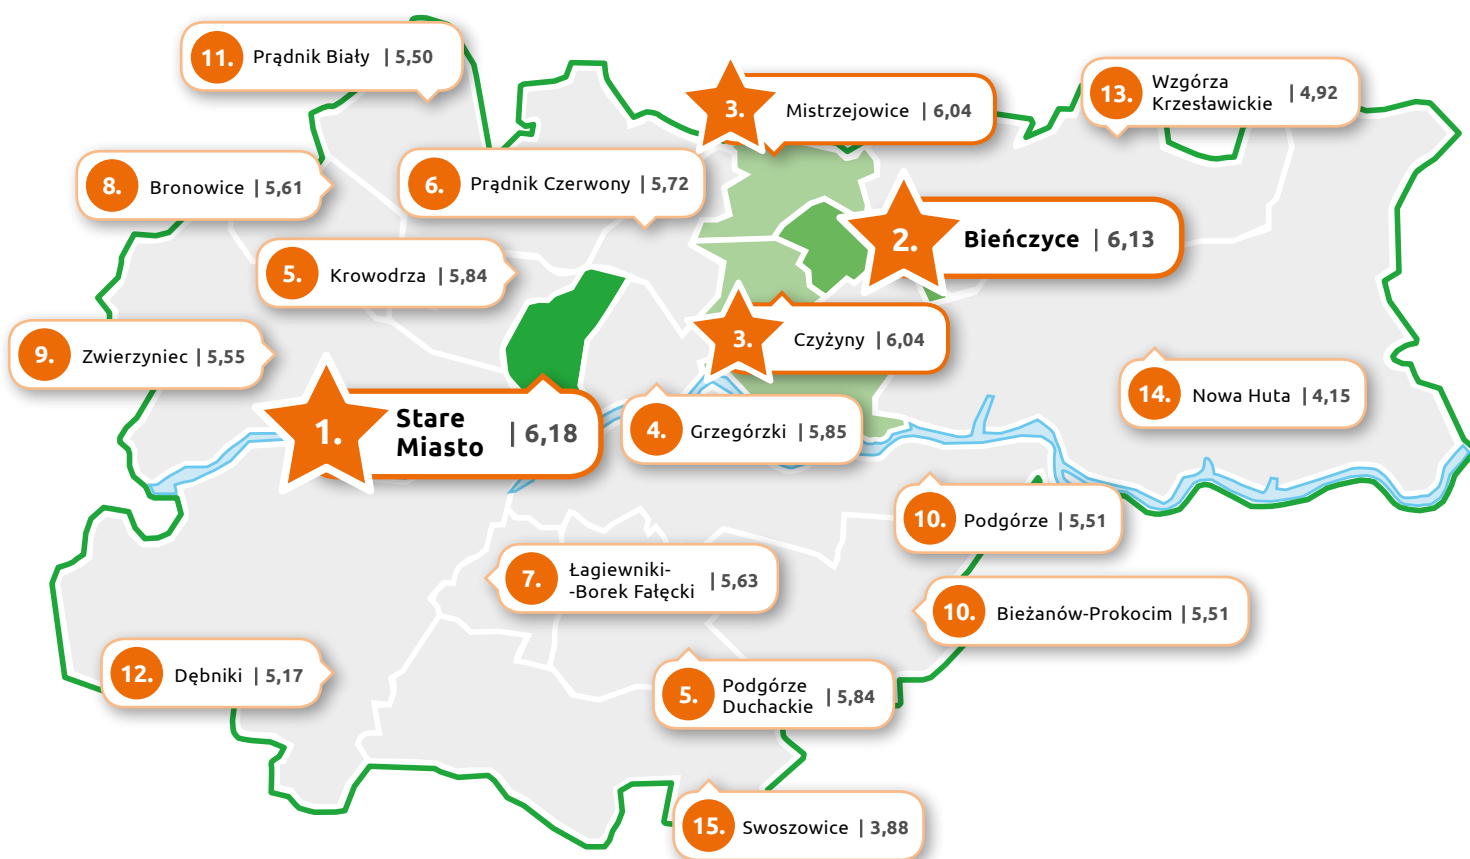 11. Prądnik Biały | 5,50
3. Mistrzejowice | 6,04
13. Wzgórza
Krzesławickie | 4,92
8. Bronowice | 5,61
6. Prądnik Czerwony | 5,72
2. Bieńczyce | 6,13
5. Krowodrza | 5,84
9. Zwierzyniec | 5,55
3. Czyżyny | 6,04
14. Nowa Huta | 4,15
1. Stare
Miasto | 6,18
4. Grzegórzki | 5,85
10. Podgórze | 5,51
7. Łagiewniki-
-Borek Fałęcki | 5,63
10. Bieżanów-Prokocim | 5,51
12. Dębniki | 5,17
5. Podgórze
Duchackie | 5,84
15. Swoszowice | 3,88